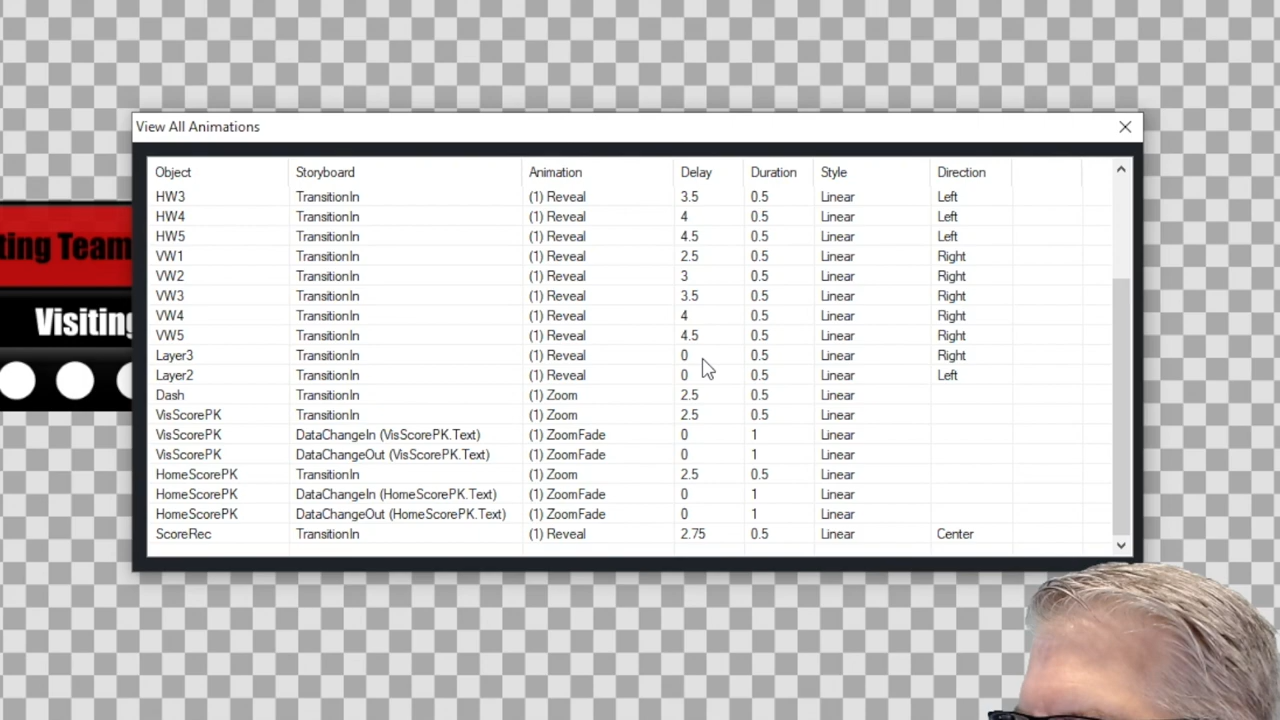 View All Animations
Object Storyboard Animation Delay Duration Style Direction
HW3 TransitionIn (1) Reveal 3.5 0.5 Linear Left
HW4 TransitionIn (1) Reveal 4 0.5 Linear Left
HW5 TransitionIn (1) Reveal 4.5 0.5 Linear Left
VW1 TransitionIn (1) Reveal 2.5 0.5 Linear Right
VW2 TransitionIn (1) Reveal 3 0.5 Linear Right
VW3 TransitionIn (1) Reveal 3.5 0.5 Linear Right
VW4 TransitionIn (1) Reveal 4 0.5 Linear Right
VW5 TransitionIn (1) Reveal 4.5 0.5 Linear Right
Layer3 TransitionIn (1) Reveal 0 0.5 Linear Right
Layer2 TransitionIn (1) Reveal 0 0.5 Linear Left
Dash TransitionIn (1) Zoom 2.5 0.5 Linear
VisScorePK TransitionIn (1) Zoom 2.5 0.5 Linear
VisScorePK DataChangeIn (VisScorePK.Text) (1) ZoomFade 0 1 Linear
VisScorePK DataChangeOut (VisScorePK.Text) (1) ZoomFade 0 1 Linear
HomeScorePK TransitionIn (1) Zoom 2.5 0.5 Linear
HomeScorePK DataChangeIn (HomeScorePK.Text) (1) ZoomFade 0 1 Linear
HomeScorePK DataChangeOut (HomeScorePK.Text) (1) ZoomFade 0 1 Linear
ScoreRec TransitionIn (1) Reveal 2.75 0.5 Linear Center
ting Team
Visiting